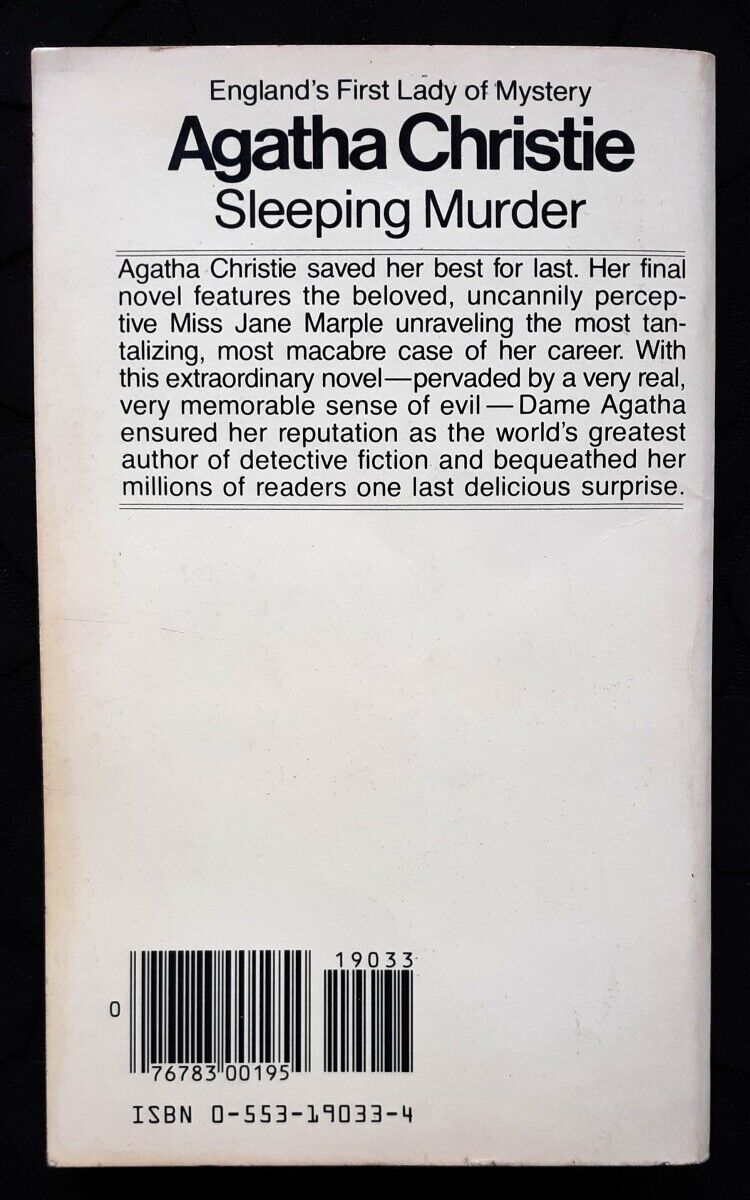 England's First Lady of Mystery
Agatha Christie
Sleeping Murder
Agatha Christie saved her best for last. Her final
novel features the beloved, uncannily percep-
tive Miss Jane Marple unraveling the most tan-
talizing, most macabre case of her career. With
this extraordinary novel—pervaded by a very real,
very memorable sense of evil—Dame Agatha
ensured her reputation as the world's greatest
author of detective fiction and bequeathed her
millions of readers one last delicious surprise.
19033
0
76783 00195
ISBN 0-553-19033-4